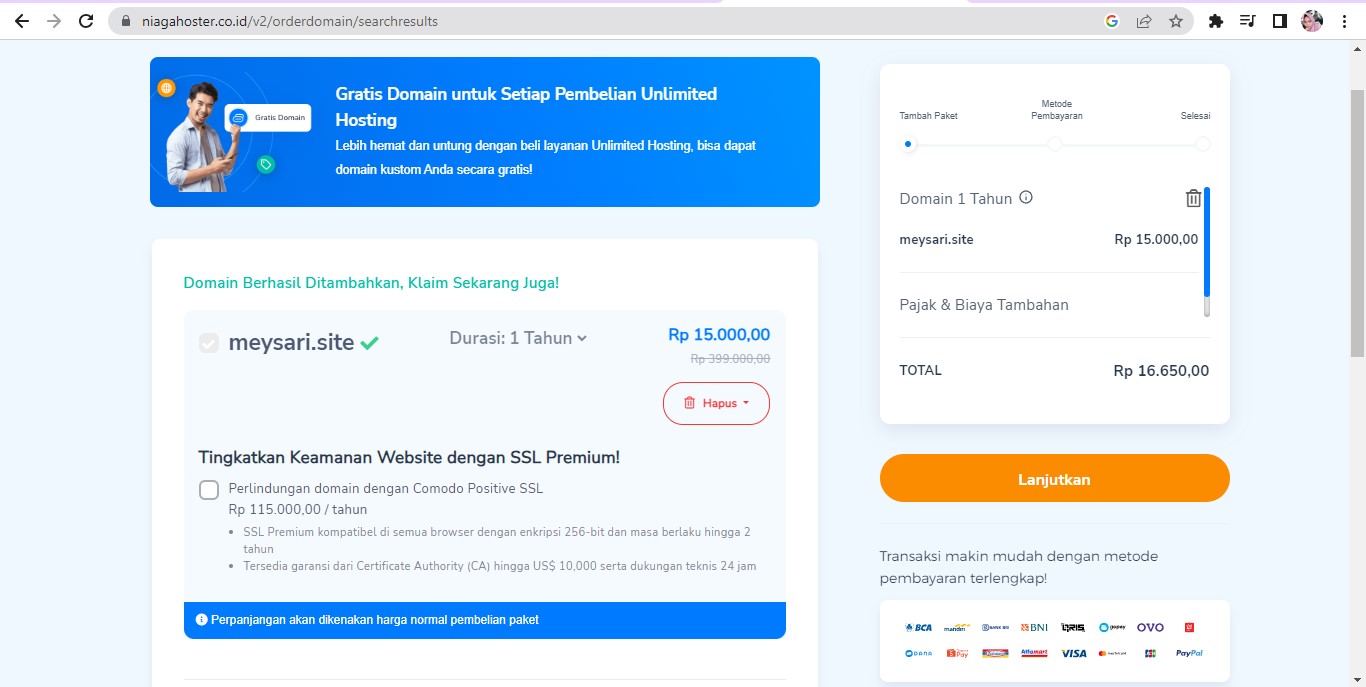 niagahoster.co.id/v2/orderdomain/searchresults
Gratis Domain
Gratis Domain untuk Setiap Pembelian Unlimited
Hosting
Lebih hemat dan untung dengan beli layanan Unlimited Hosting, bisa dapat
domain kustom Anda secara gratis!
Domain Berhasil Ditambahkan, Klaim Sekarang Juga!
meysari.site
Durasi: 1 Tahun
Rp 15.000,00
Rp 399.000,00
Hapus
Tingkatkan Keamanan Website dengan SSL Premium!
Perlindungan domain dengan Comodo Positive SSL
Rp 115.000,00 / tahun
SSL Premium kompatibel di semua browser dengan enkripsi 256-bit dan masa berlaku hingga 2
tahun
Tersedia garansi dari Certificate Authority (CA) hingga US$ 10,000 serta dukungan teknis 24 jam
Perpanjangan akan dikenakan harga normal pembelian paket
Tambah Paket
Metode
Pembayaran
Selesai
Domain 1 Tahun
meysari.site Rp 15.000,00
Pajak & Biaya Tambahan
TOTAL Rp 16.650,00
Lanjutkan
Transaksi makin mudah dengan metode
pembayaran terlengkap!
BCA mandiri BANK BRI BNI QRIS gopay OVO
DANA Pay Indomaret Alfamart VISA mastercard JCB PayPal